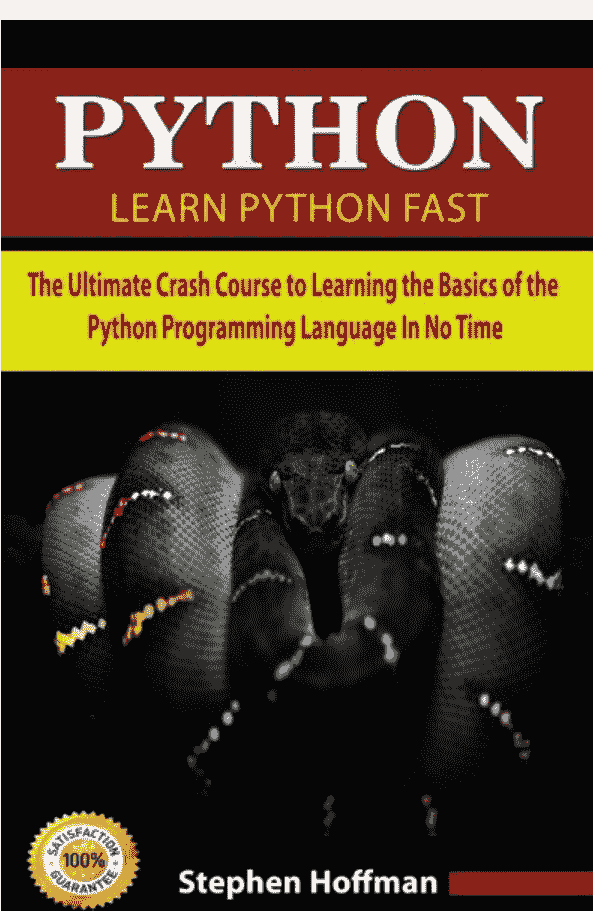 PYTHON
LEARN PYTHON FAST
The Ultimate Crash Course to Learning the Basics of the
Python Programming Language In No Time
SATISFACTION
100%
GUARANTEE
Stephen Hoffman